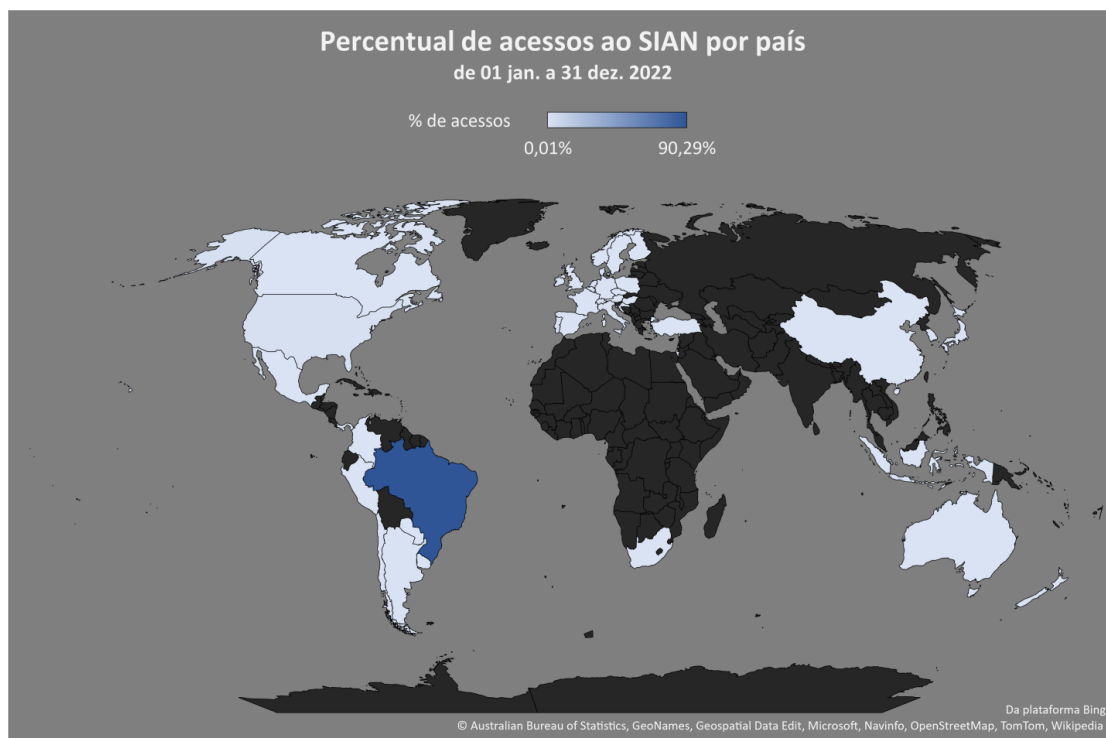 Percentual de acessos ao SIAN por país
de 01 jan. a 31 dez. 2022
% de acessos
0,01% 90,29%
Da plataforma Bing
© Australian Bureau of Statistics, GeoNames, Geospatial Data Edit, Microsoft, Navinfo, OpenStreetMap, TomTom, Wikipedia